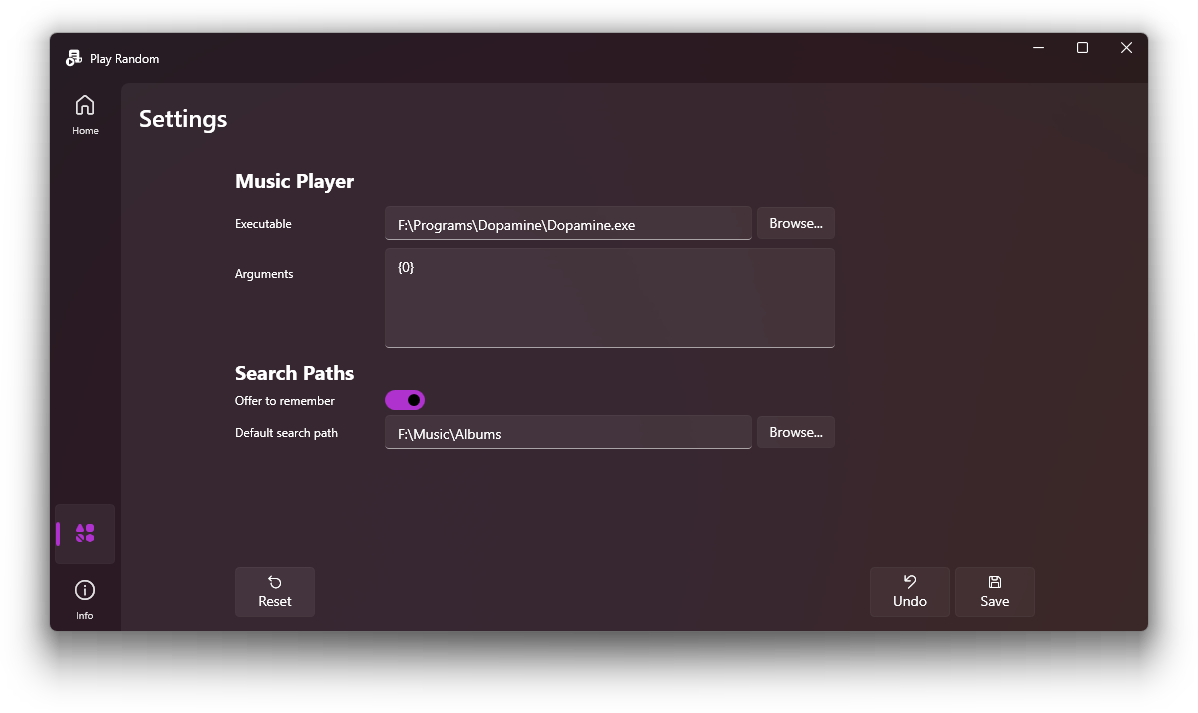 Play Random
Home
Settings
Music Player
Executable
F:\Programs\Dopamine\Dopamine.exe
Browse...
Arguments
{0}
Search Paths
Offer to remember
Default search path
F:\Music\Albums
Browse...
Info
Reset
Undo
Save